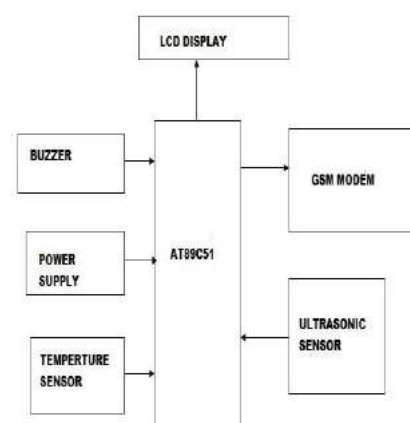 LCD DISPLAY
BUZZER
GSM MODEM
AT89C51
POWER
SUPPLY
ULTRASONIC
SENSOR
TEMPERTURE
SENSOR